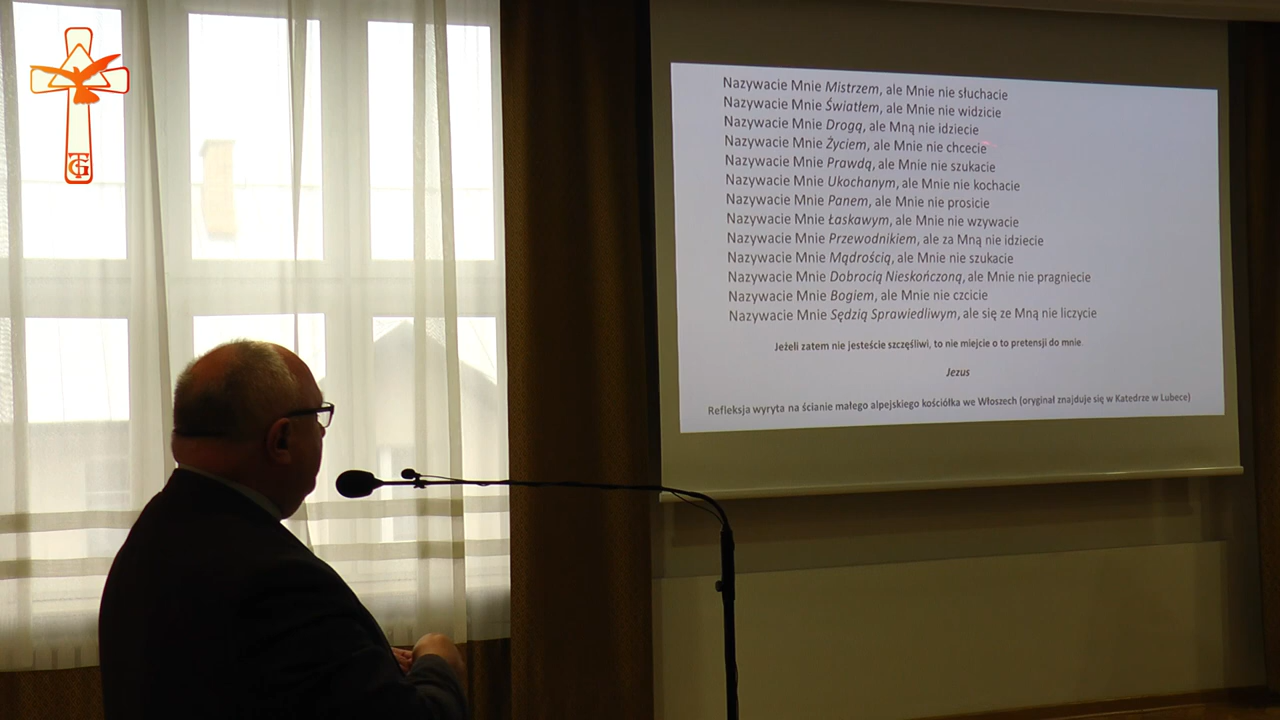 Nazywacie Mnie Mistrzem, ale Mnie nie słuchacie
Nazywacie Mnie Światłem, ale Mnie nie widzicie
Nazywacie Mnie Drogą, ale Mną nie idziecie
Nazywacie Mnie Życiem, ale Mnie nie chcecie
Nazywacie Mnie Prawdą, ale Mnie nie szukacie
Nazywacie Mnie Ukochanym, ale Mnie nie kochacie
Nazywacie Mnie Panem, ale Mnie nie prosicie
Nazywacie Mnie Łaskawym, ale Mnie nie wzywacie
Nazywacie Mnie Przewodnikiem, ale za Mną nie idziecie
Nazywacie Mnie Mądrością, ale Mnie nie szukacie
Nazywacie Mnie Dobrocią Nieskończoną, ale Mnie nie pragniecie
Nazywacie Mnie Bogiem, ale Mnie nie czcicie
Nazywacie Mnie Sędzią Sprawiedliwym, ale się ze Mną nie liczycie
Jeżeli zatem nie jesteście szczęśliwi, to nie miejcie o to pretensji do mnie.
Jezus
Refleksja wyryta na ścianie małego alpejskiego kościółka we Włoszech (oryginał znajduje się w Katedrze w Lubece)